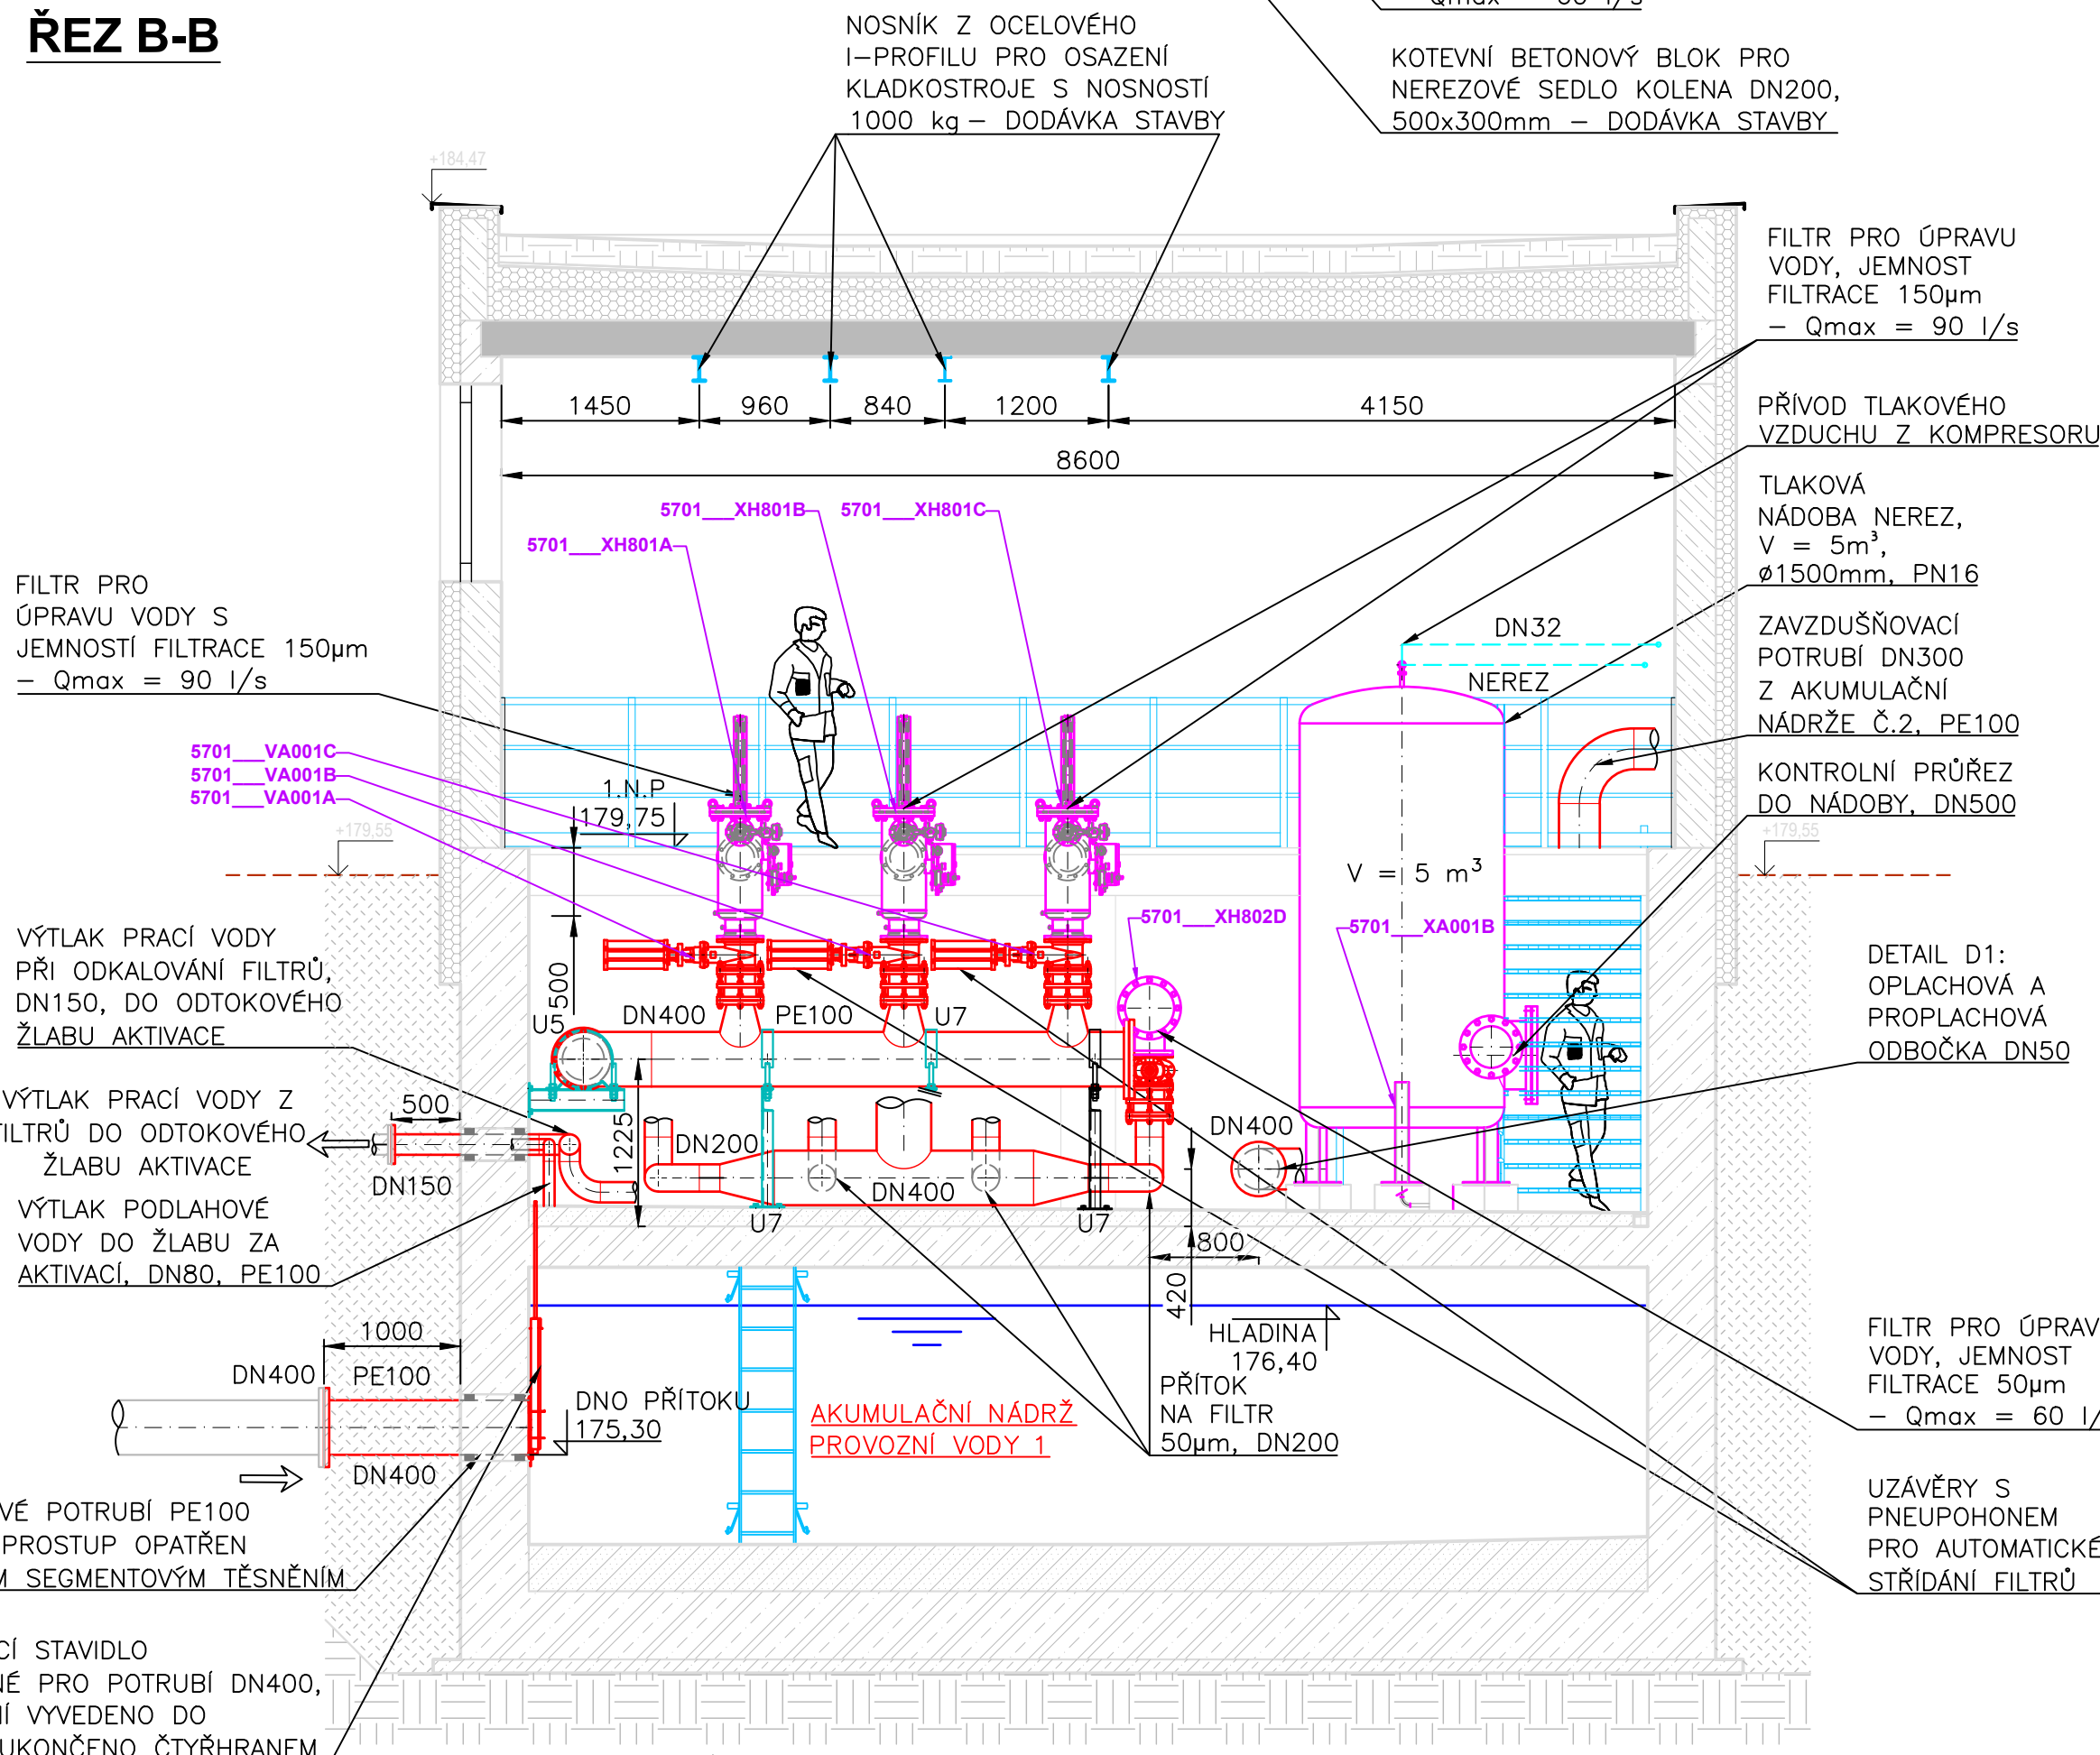 ŘEZ B-B
NOSNÍK Z OCELOVÉHO
I-PROFILU PRO OSAZENÍ
KLADKOSTROJE S NOSNOSTÍ
1000 kg – DODÁVKA STAVBY
KOTEVNÍ BETONOVÝ BLOK PRO
NEREZOVÉ SEDLO KOLENA DN200,
500x300mm – DODÁVKA STAVBY
+184,47
FILTR PRO ÚPRAVU
VODY, JEMNOST
FILTRACE 150µm
– Qmax = 90 l/s
1450
960
840
1200
4150
8600
PŘÍVOD TLAKOVÉHO
VZDUCHU Z KOMPRESORU
TLAKOVÁ
NÁDOBA NEREZ,
V = 5m³,
ø1500mm, PN16
ZAVZDUŠŇOVACÍ
POTRUBÍ DN300
Z AKUMULAČNÍ
NÁDRŽE Č.2, PE100
KONTROLNÍ PRŮŘEZ
DO NÁDOBY, DN500
+179,55
5701___XH801B
5701___XH801C
5701___XH801A
FILTR PRO
ÚPRAVU VODY S
JEMNOSTÍ FILTRACE 150µm
– Qmax = 90 l/s
5701___VA001C
5701___VA001B
5701___VA001A
+179,55
1.N.P
179,75
DN32
NEREZ
V = 5 m³
5701___XH802D
5701___XA001B
500
VÝTLAK PRACÍ VODY
PŘI ODKALOVÁNÍ FILTRŮ,
DN150, DO ODTOKOVÉHO
ŽLABU AKTIVACE
U5
DN400
PE100
U7
DETAIL D1:
OPLACHOVÁ A
PROPLACHOVÁ
ODBOČKA DN50
VÝTLAK PRACÍ VODY Z
FILTRŮ DO ODTOKOVÉHO
ŽLABU AKTIVACE
500
DN150
1225
DN200
DN400
DN400
U7
U7
800
420
VÝTLAK PODLAHOVÉ
VODY DO ŽLABU ZA
AKTIVACÍ, DN80, PE100
1000
DN400
PE100
DN400
DNO PŘÍTOKU
175,30
AKUMULAČNÍ NÁDRŽ
PROVOZNÍ VODY 1
HLADINA
176,40
PŘÍTOK
NA FILTR
50µm, DN200
FILTR PRO ÚPRAV
VODY, JEMNOST
FILTRACE 50µm
– Qmax = 60 l/
UZÁVĚRY S
PNEUPOHONEM
PRO AUTOMATICKÉ
STŘÍDÁNÍ FILTRŮ
VÉ POTRUBÍ PE100
PROSTUP OPATŘEN
M SEGMENTOVÝM TĚSNĚNÍM
CÍ STAVIDLO
NÉ PRO POTRUBÍ DN400,
NÍ VYVEDENO DO
UKONČENO ČTYŘHRANEM